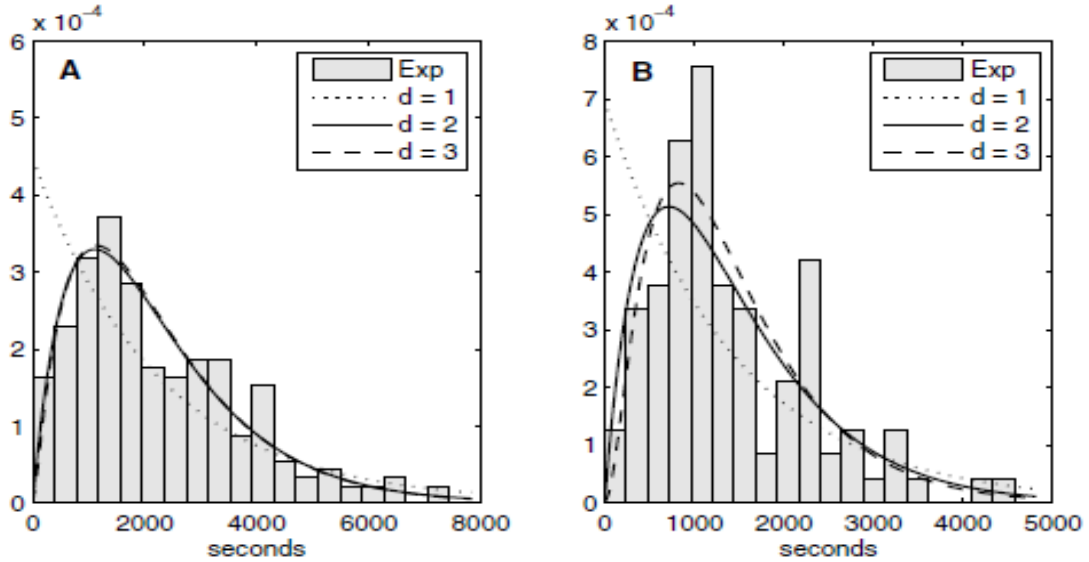 x 10⁻⁴
6
5
4
3
2
1
0
A
Exp
d = 1
d = 2
d = 3
0 2000 4000 6000 8000
seconds
x 10⁻⁴
8
7
6
5
4
3
2
1
0
B
Exp
d = 1
d = 2
d = 3
0 1000 2000 3000 4000 5000
seconds